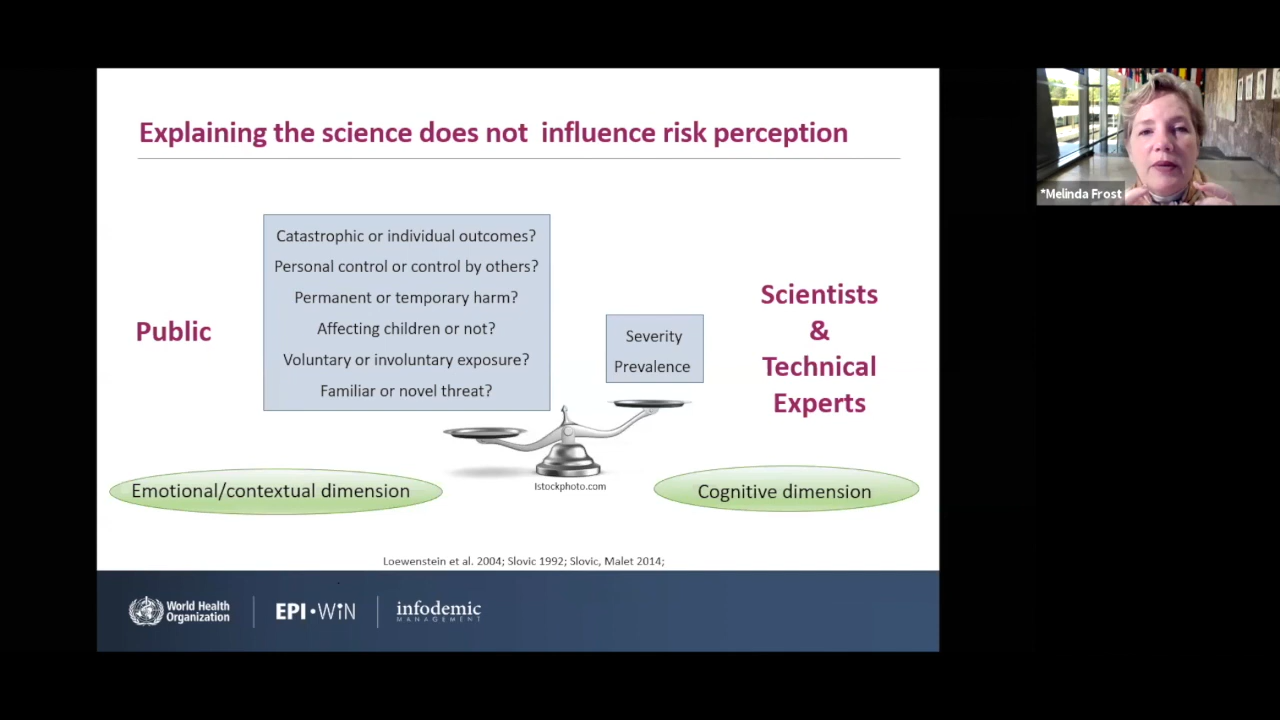 Explaining the science does not influence risk perception
*Melinda Frost
Public
Catastrophic or individual outcomes?
Personal control or control by others?
Permanent or temporary harm?
Affecting children or not?
Voluntary or involuntary exposure?
Familiar or novel threat?
Severity
Prevalence
Scientists
&
Technical
Experts
Istockphoto.com
Emotional/contextual dimension
Cognitive dimension
Loewenstein et al. 2004; Slovic 1992; Slovic, Malet 2014;
World Health
Organization
EPI•WiN
infodemic
MANAGEMENT